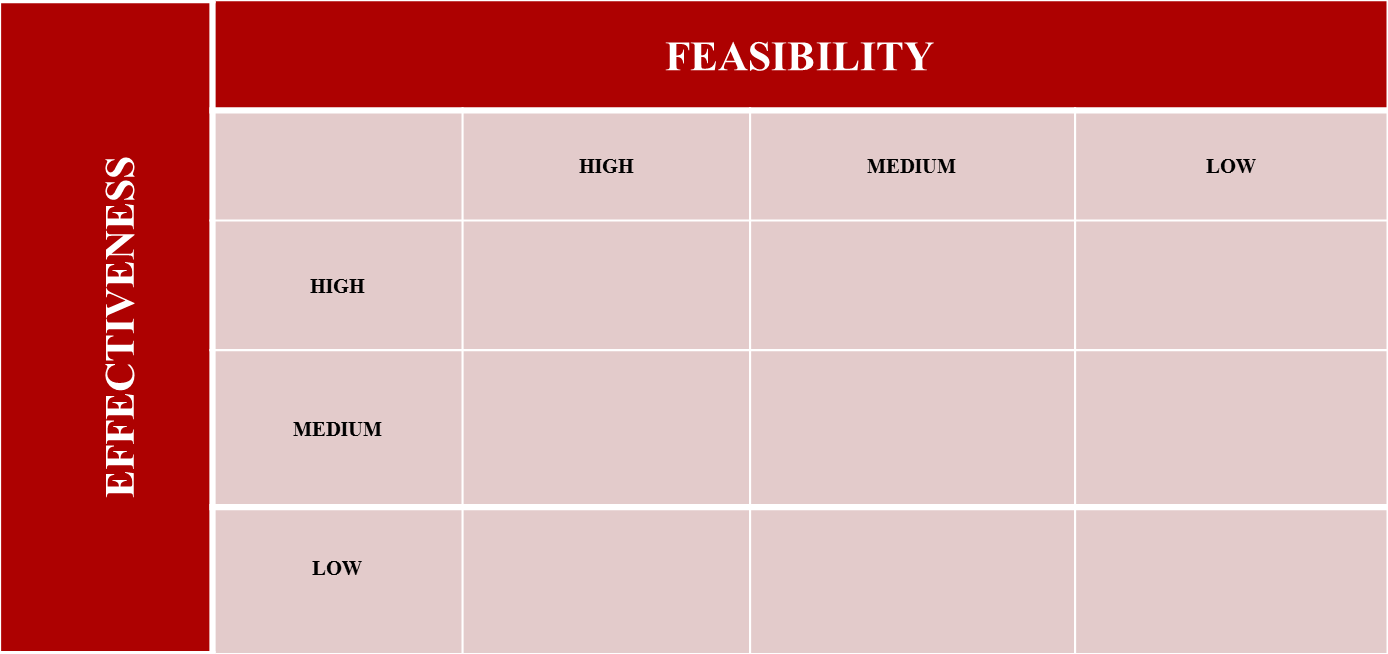 FEASIBILITY
EFFECTIVENESS
HIGH
MEDIUM
LOW
HIGH
MEDIUM
LOW